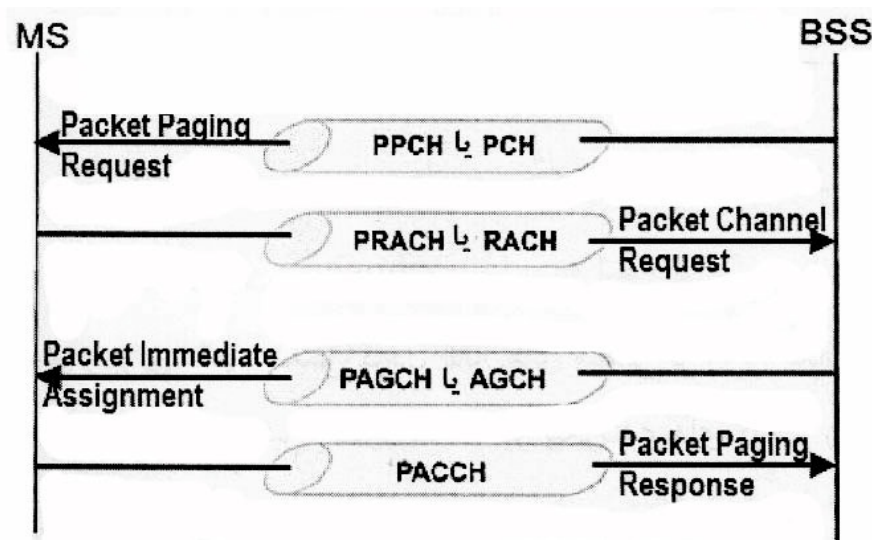 MS
BSS
Packet Paging
Request
PPCH یا PCH
PRACH یا RACH
Packet Channel
Request
Packet Immediate
Assignment
PAGCH یا AGCH
PACCH
Packet Paging
Response